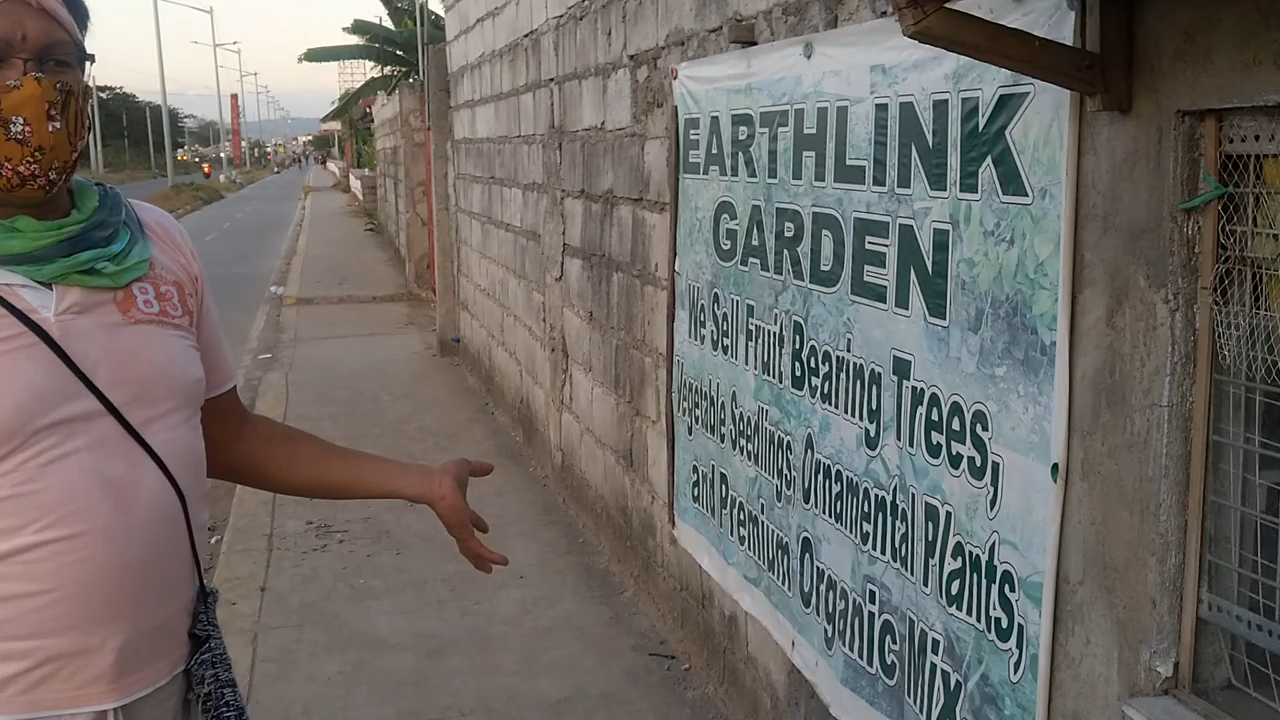 EARTHLINK
GARDEN
We Sell Fruit Bearing Trees,
Vegetable Seedlings, Ornamental Plants,
and Premium Organic Mix.
83